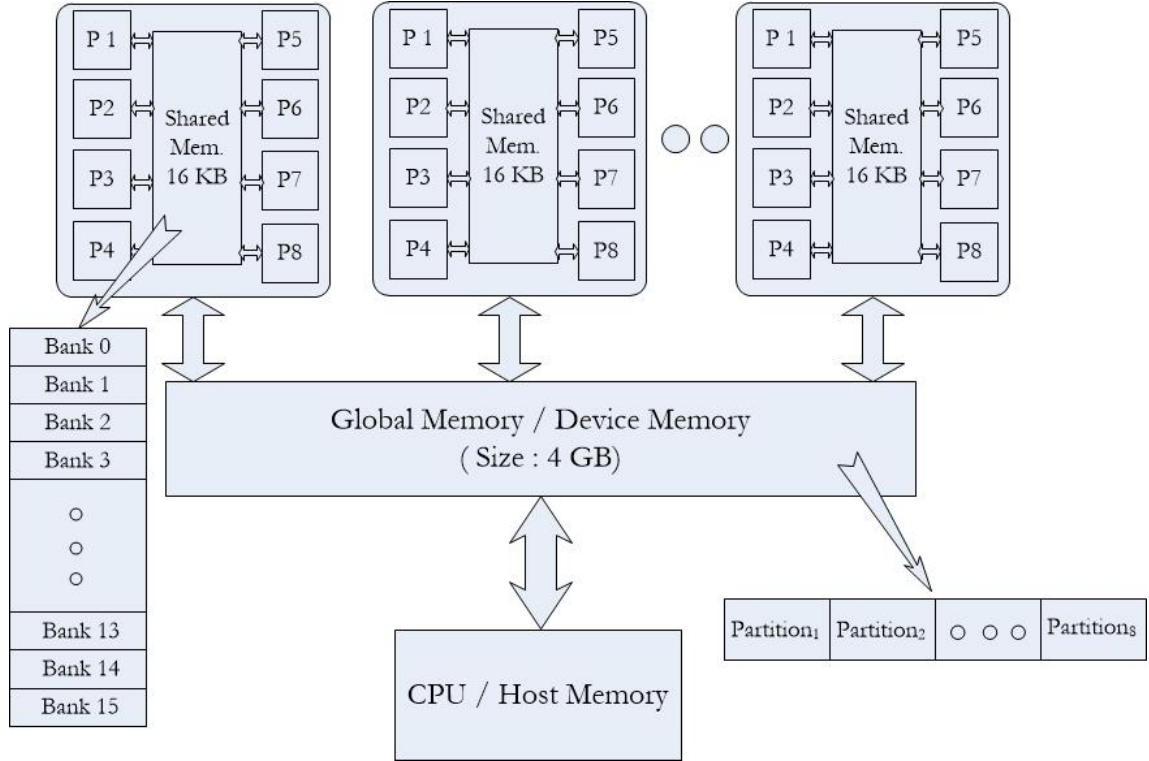 P 1
P2
P3
P4
Shared
Mem.
16 KB
P5
P6
P7
P8
P 1
P2
P3
P4
Shared
Mem.
16 KB
P5
P6
P7
P8
P 1
P2
P3
P4
Shared
Mem.
16 KB
P5
P6
P7
P8
Bank 0
Bank 1
Bank 2
Bank 3
Bank 13
Bank 14
Bank 15
Global Memory / Device Memory
( Size : 4 GB)
CPU / Host Memory
Partition₁ Partition₂ Partition₈